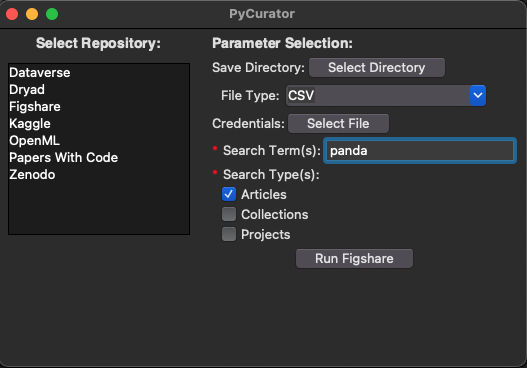 PyCurator
Select Repository:
Dataverse
Dryad
Figshare
Kaggle
OpenML
Papers With Code
Zenodo
Parameter Selection:
Save Directory: Select Directory
File Type: CSV
Credentials: Select File
* Search Term(s): panda
* Search Type(s):
Articles
Collections
Projects
Run Figshare